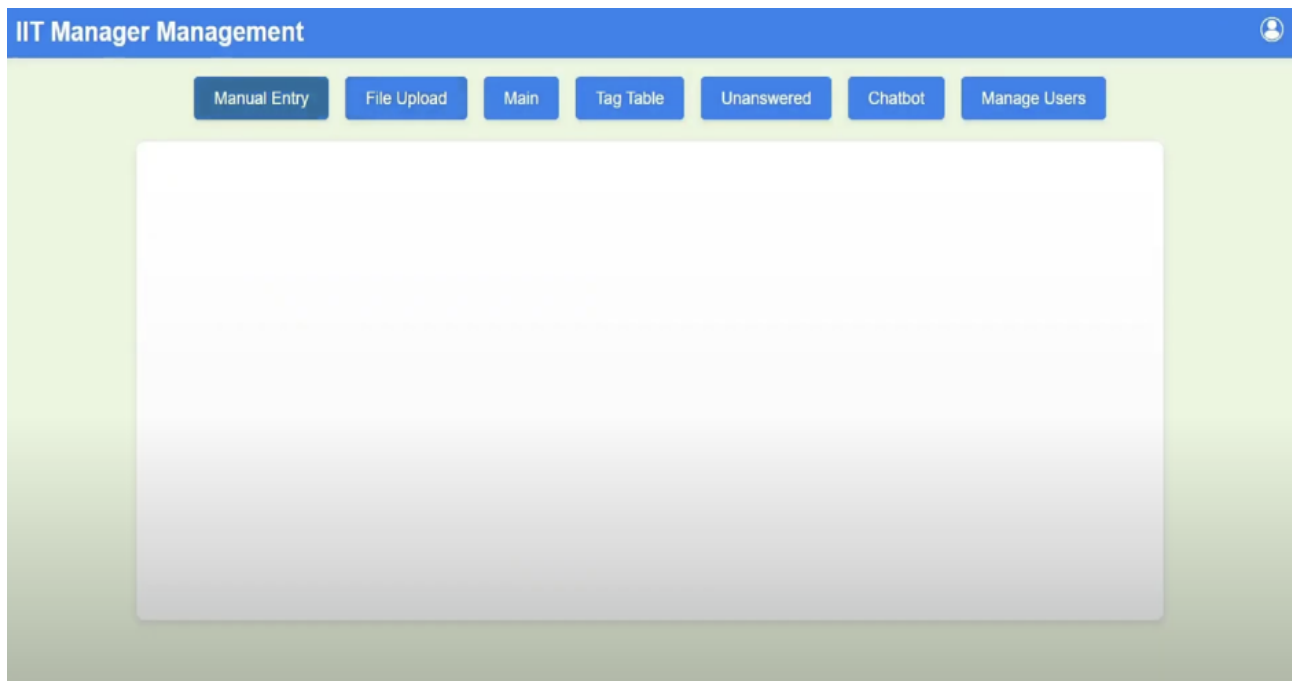 IIT Manager Management
Manual Entry File Upload Main Tag Table Unanswered Chatbot Manage Users